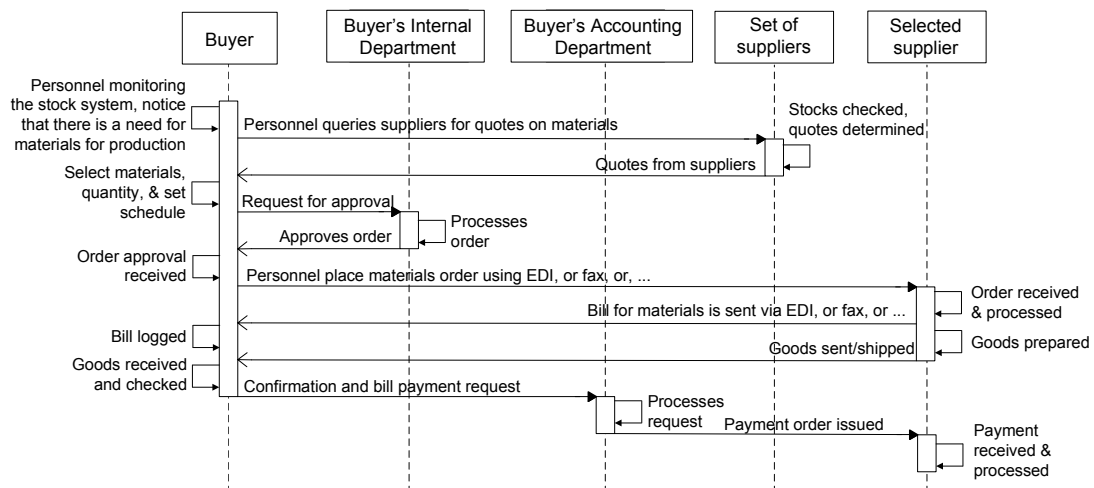 Buyer
Buyer's Internal
Department
Buyer's Accounting
Department
Set of
suppliers
Selected
supplier
Personnel monitoring
the stock system, notice
that there is a need for
materials for production
Personnel queries suppliers for quotes on materials
Stocks checked,
quotes determined
Quotes from suppliers
Select materials,
quantity, & set
schedule
Request for approval
Processes
order
Approves order
Order approval
received
Personnel place materials order using EDI, or fax, or, ...
Order received
& processed
Bill for materials is sent via EDI, or fax, or ...
Bill logged
Goods prepared
Goods sent/shipped
Goods received
and checked
Confirmation and bill payment request
Processes
request
Payment order issued
Payment
received &
processed